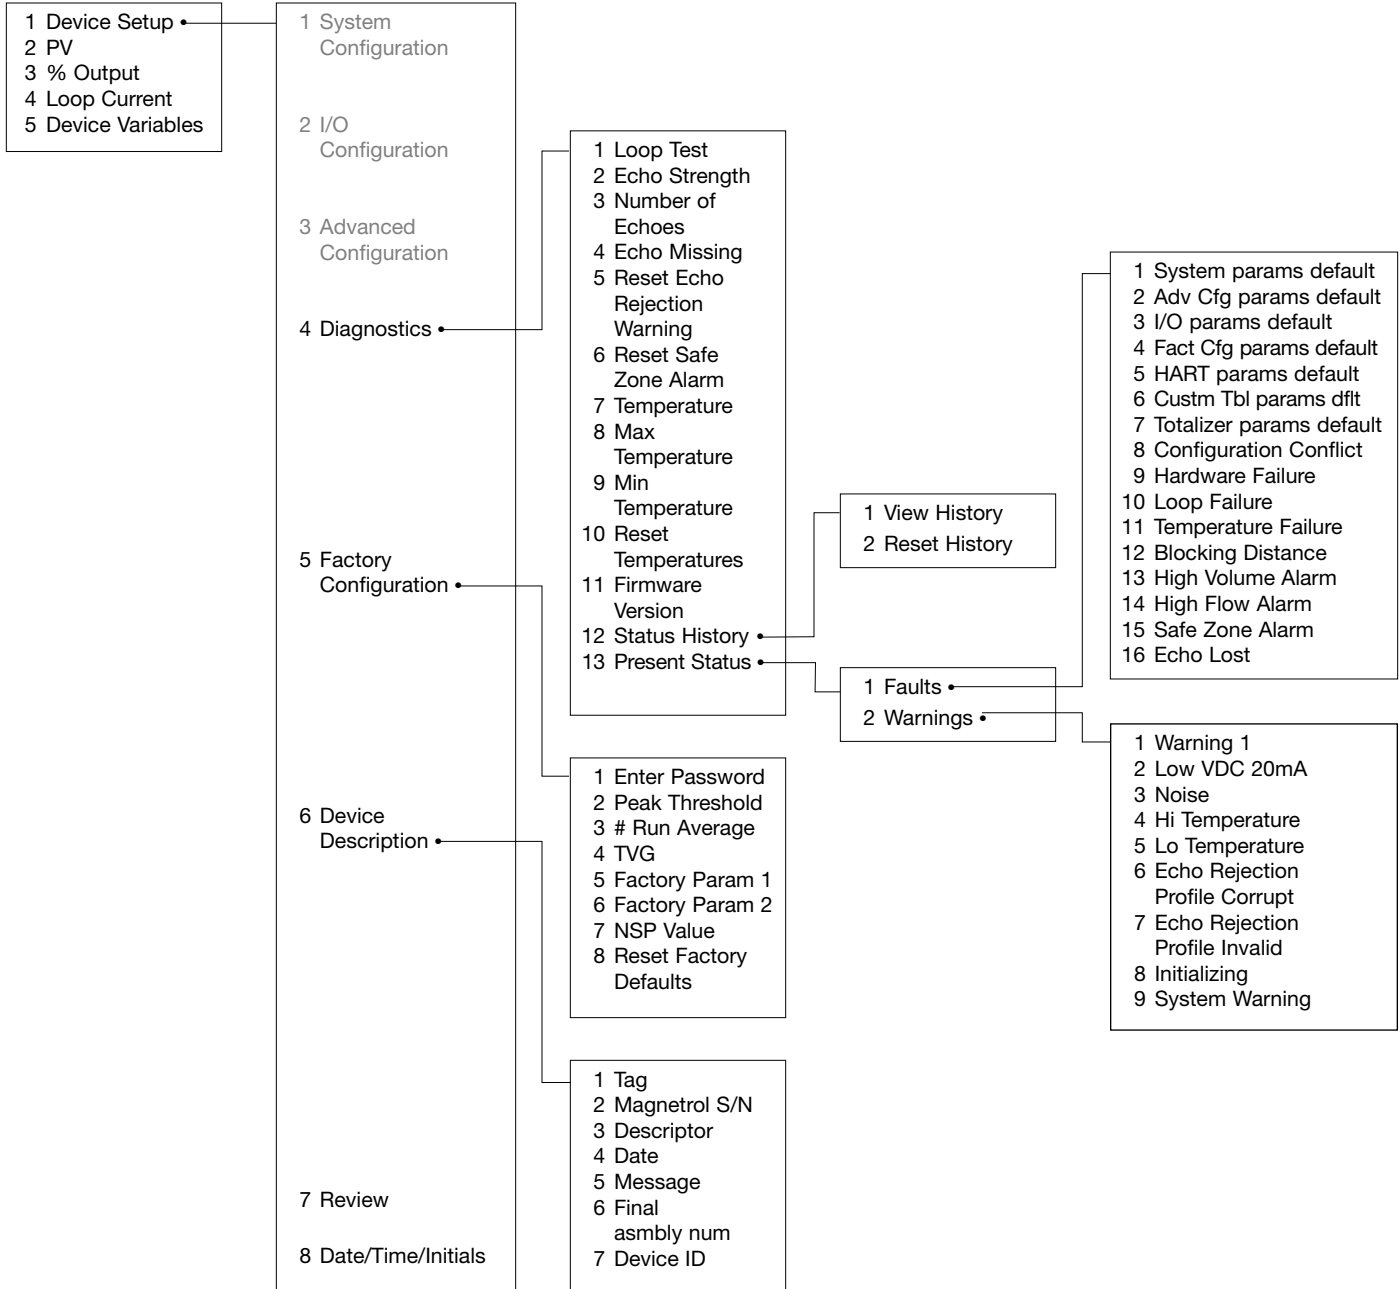 1 Device Setup
2 PV
3 % Output
4 Loop Current
5 Device Variables
1 System
Configuration
2 I/O
Configuration
3 Advanced
Configuration
4 Diagnostics
5 Factory
Configuration
6 Device
Description
7 Review
8 Date/Time/Initials
1 Loop Test
2 Echo Strength
3 Number of
Echoes
4 Echo Missing
5 Reset Echo
Rejection
Warning
6 Reset Safe
Zone Alarm
7 Temperature
8 Max
Temperature
9 Min
Temperature
10 Reset
Temperatures
11 Firmware
Version
12 Status History
13 Present Status
1 Enter Password
2 Peak Threshold
3 # Run Average
4 TVG
5 Factory Param 1
6 Factory Param 2
7 NSP Value
8 Reset Factory
Defaults
1 Tag
2 Magnetrol S/N
3 Descriptor
4 Date
5 Message
6 Final
asmbly num
7 Device ID
1 View History
2 Reset History
1 Faults
2 Warnings
1 System params default
2 Adv Cfg params default
3 I/O params default
4 Fact Cfg params default
5 HART params default
6 Custm Tbl params dflt
7 Totalizer params default
8 Configuration Conflict
9 Hardware Failure
10 Loop Failure
11 Temperature Failure
12 Blocking Distance
13 High Volume Alarm
14 High Flow Alarm
15 Safe Zone Alarm
16 Echo Lost
1 Warning 1
2 Low VDC 20mA
3 Noise
4 Hi Temperature
5 Lo Temperature
6 Echo Rejection
Profile Corrupt
7 Echo Rejection
Profile Invalid
8 Initializing
9 System Warning